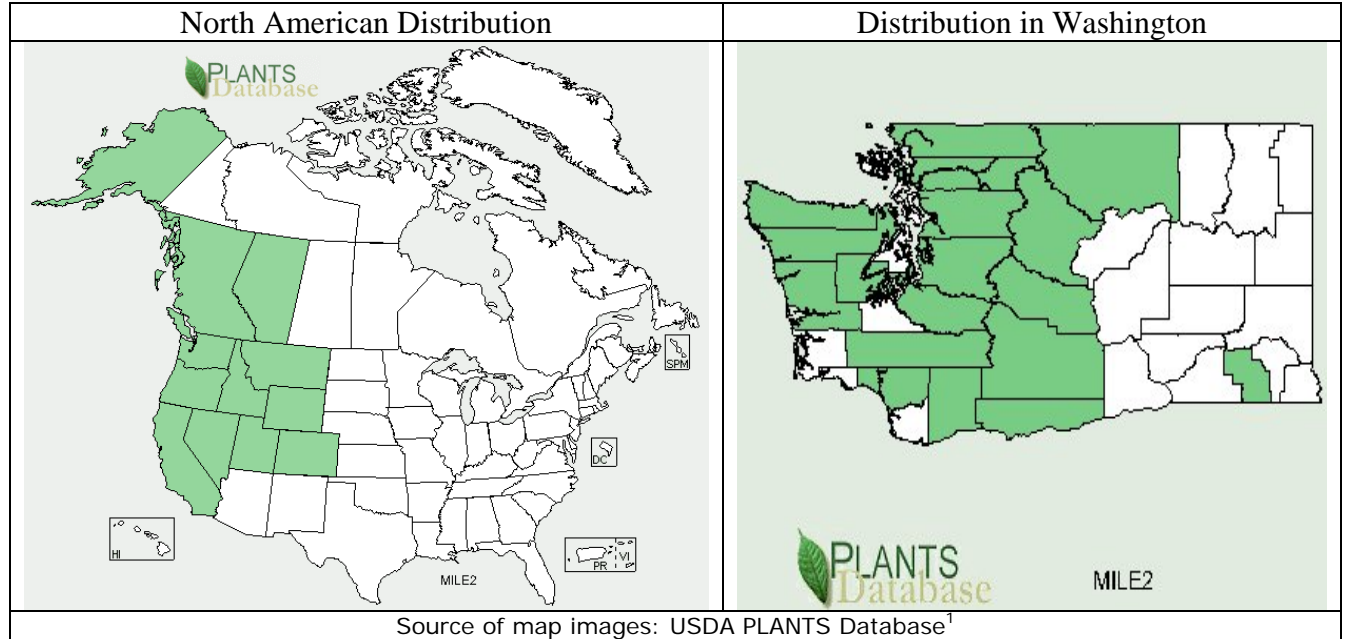 North American Distribution
Distribution in Washington
PLANTS
Database
SPM
DC
HI
PR
VI
MILE2
PLANTS
Database
MILE2
Source of map images: USDA PLANTS Database1